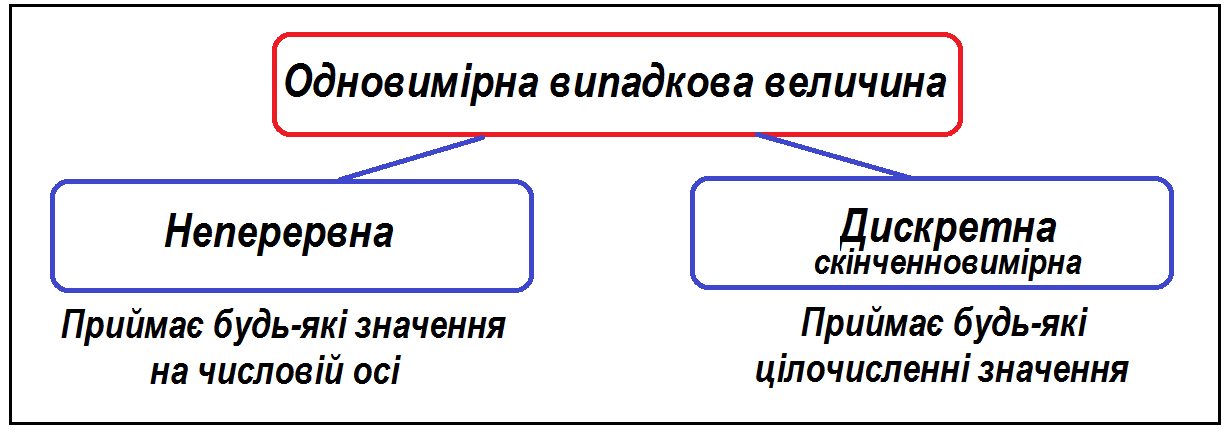 Одновимірна випадкова величина
Неперервна
Дискретна
скінченновимірна
Приймає будь-які значення
на числовій осі
Приймає будь-які
цілочисленні значення